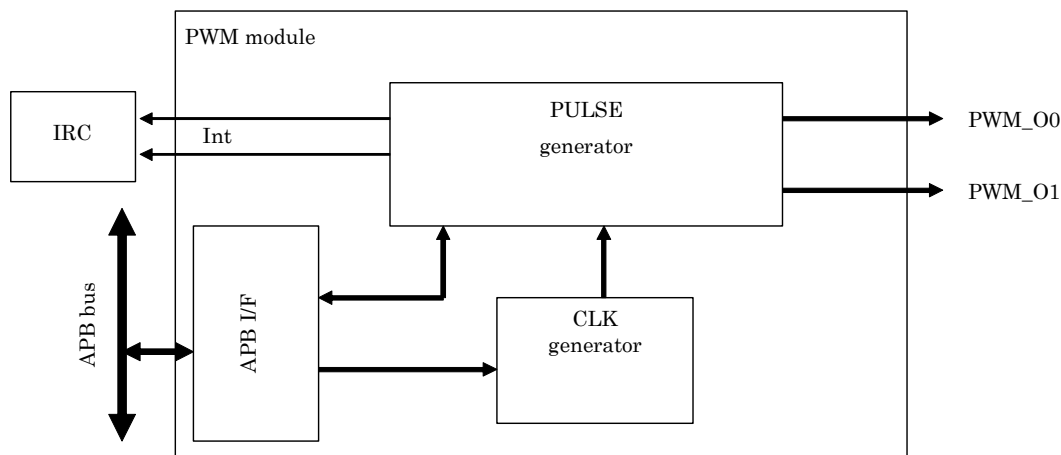 PWM module
PULSE
generator
IRC
Int
PWM_O0
PWM_O1
APB bus
APB I/F
CLK
generator